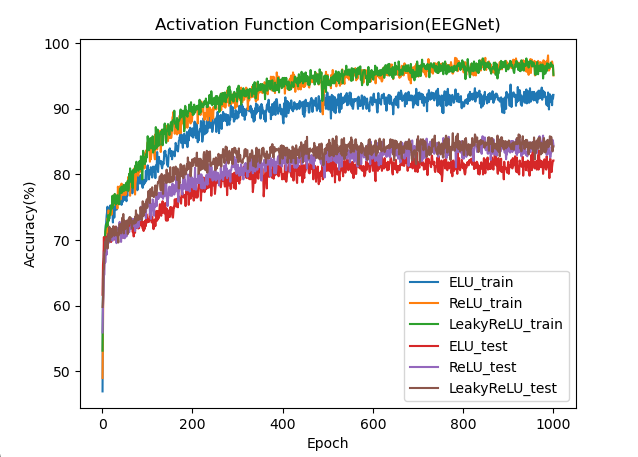 Activation Function Comparision(EEGNet)
100
90
80
70
60
50
Accuracy(%)
0 200 400 600 800 1000
Epoch
ELU_train
ReLU_train
LeakyReLU_train
ELU_test
ReLU_test
LeakyReLU_test